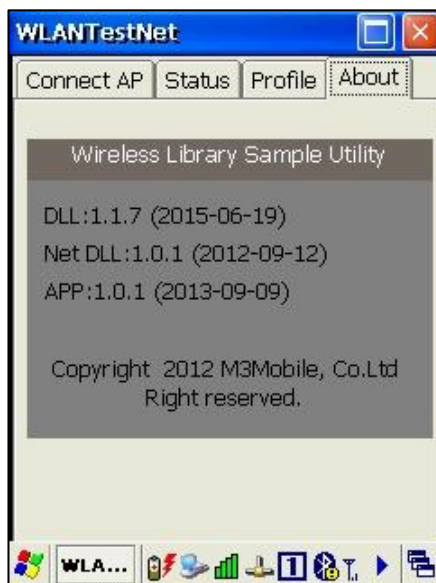 WLANTestNet
Connect AP Status Profile About
Wireless Library Sample Utility
DLL:1.1.7 (2015-06-19)
Net DLL:1.0.1 (2012-09-12)
APP:1.0.1 (2013-09-09)
Copyright 2012 M3Mobile, Co.Ltd
Right reserved.
WLA... 1